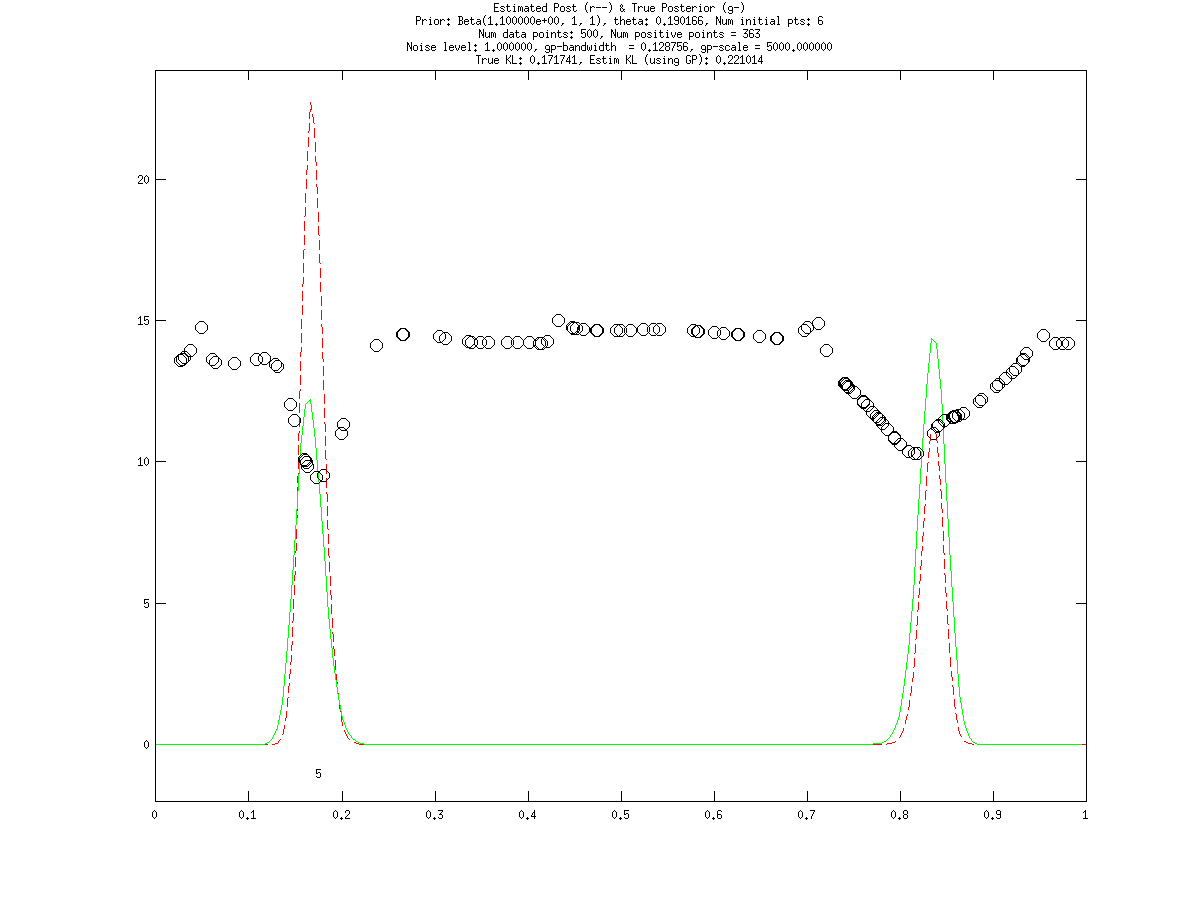 Estimated Post (r--) & True Posterior (g-)
Prior: Beta(1.100000e+00, 1, 1), theta: 0.190166, Num initial pts: 6
Num data points: 500, Num positive points = 363
Noise level: 1.000000, gp-bandwidth  = 0.128756, gp-scale = 5000.000000
True KL: 0.171741, Estim KL (using GP): 0.221014
20
15
10
5
0
5
0 0.1 0.2 0.3 0.4 0.5 0.6 0.7 0.8 0.9 1